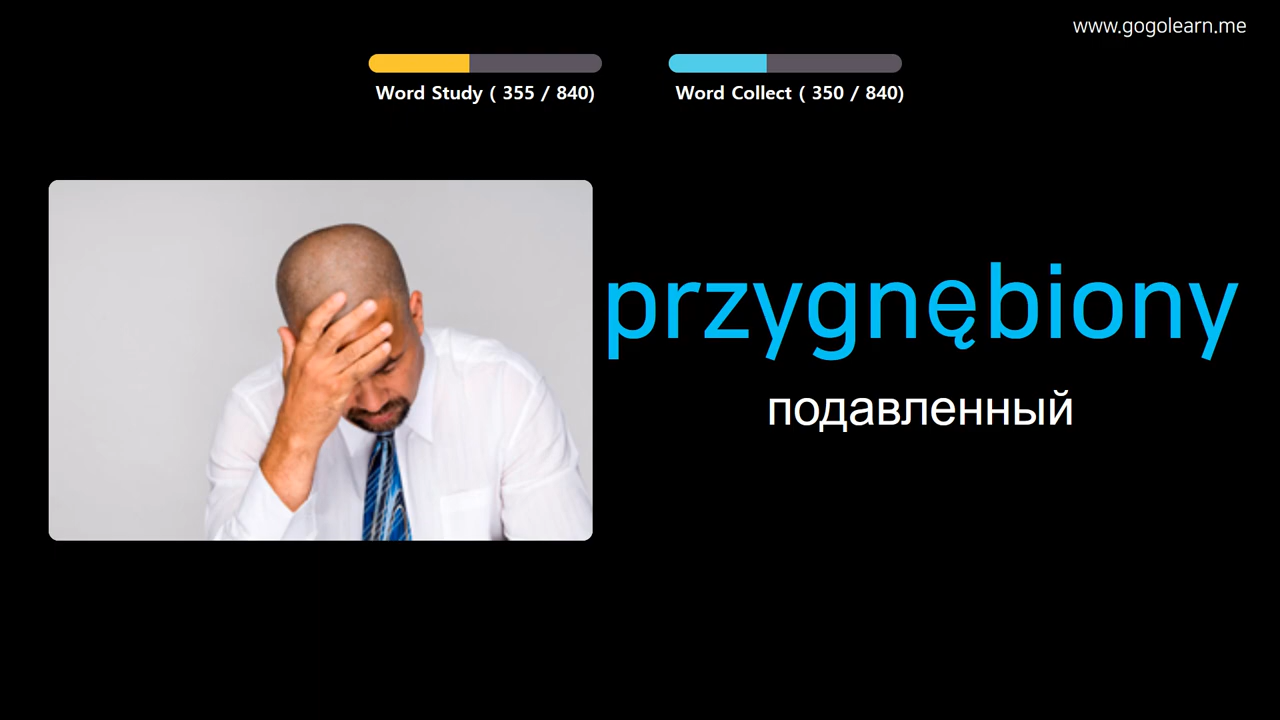 www.gogolearn.me
Word Study ( 355 / 840)
Word Collect ( 350 / 840)
przygnębiony
подавленный